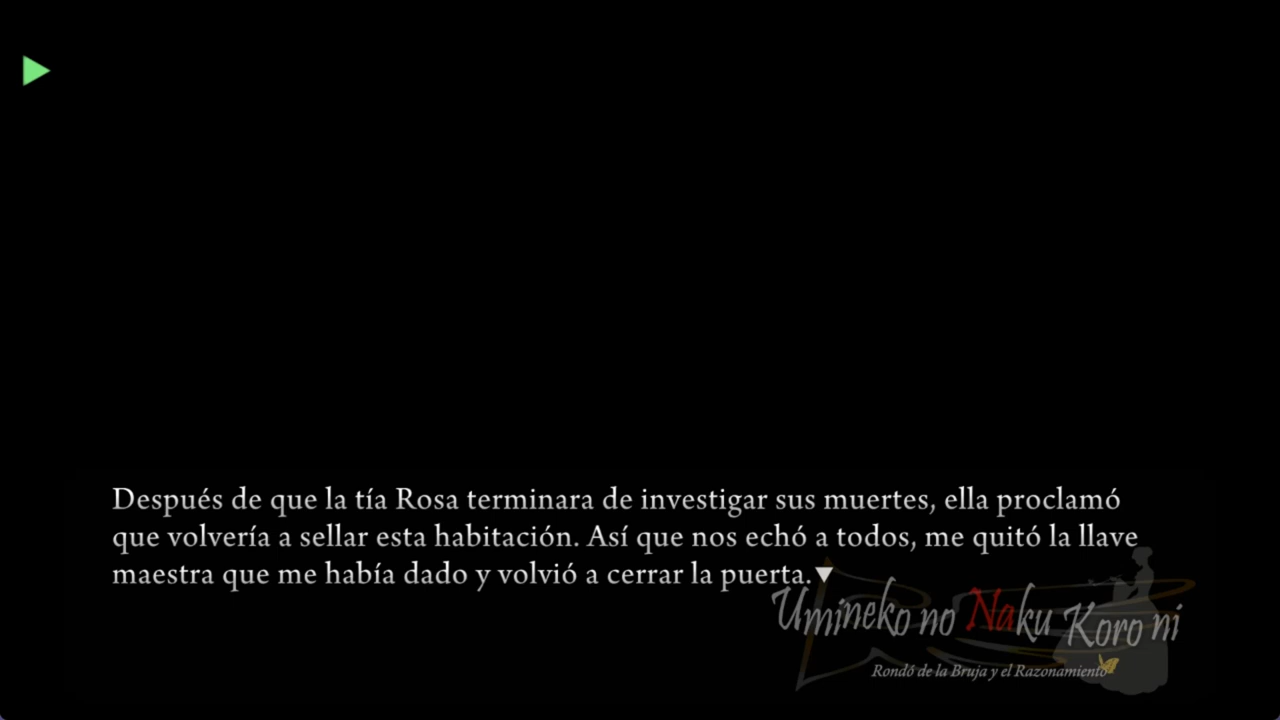 Después de que la tía Rosa terminara de investigar sus muertes, ella proclamó
que volvería a sellar esta habitación. Así que nos echó a todos, me quitó la llave
maestra que me había dado y volvió a cerrar la puerta.
Umineko no Naku Koro ni
Rondó de la Bruja y el Razonamiento